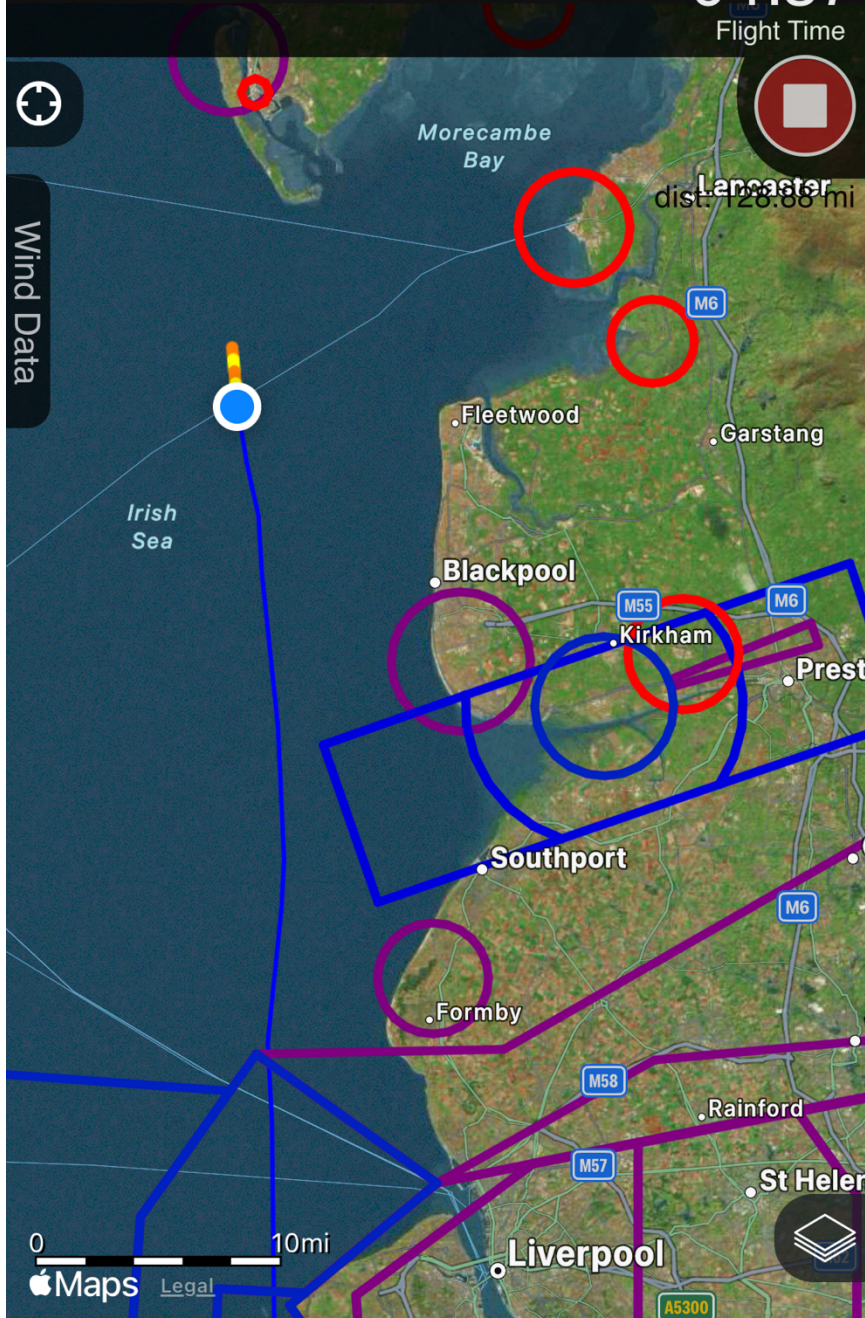 Flight Time
Morecambe
Bay
Lancaster
dist: 128.88 mi
Wind Data
M6
Fleetwood
Garstang
Irish
Sea
Blackpool
M55
M6
Kirkham
Prest
Southport
M6
Formby
M58
Rainford
M57
St Heler
0
10mi
Liverpool
Maps
Legal
A5300